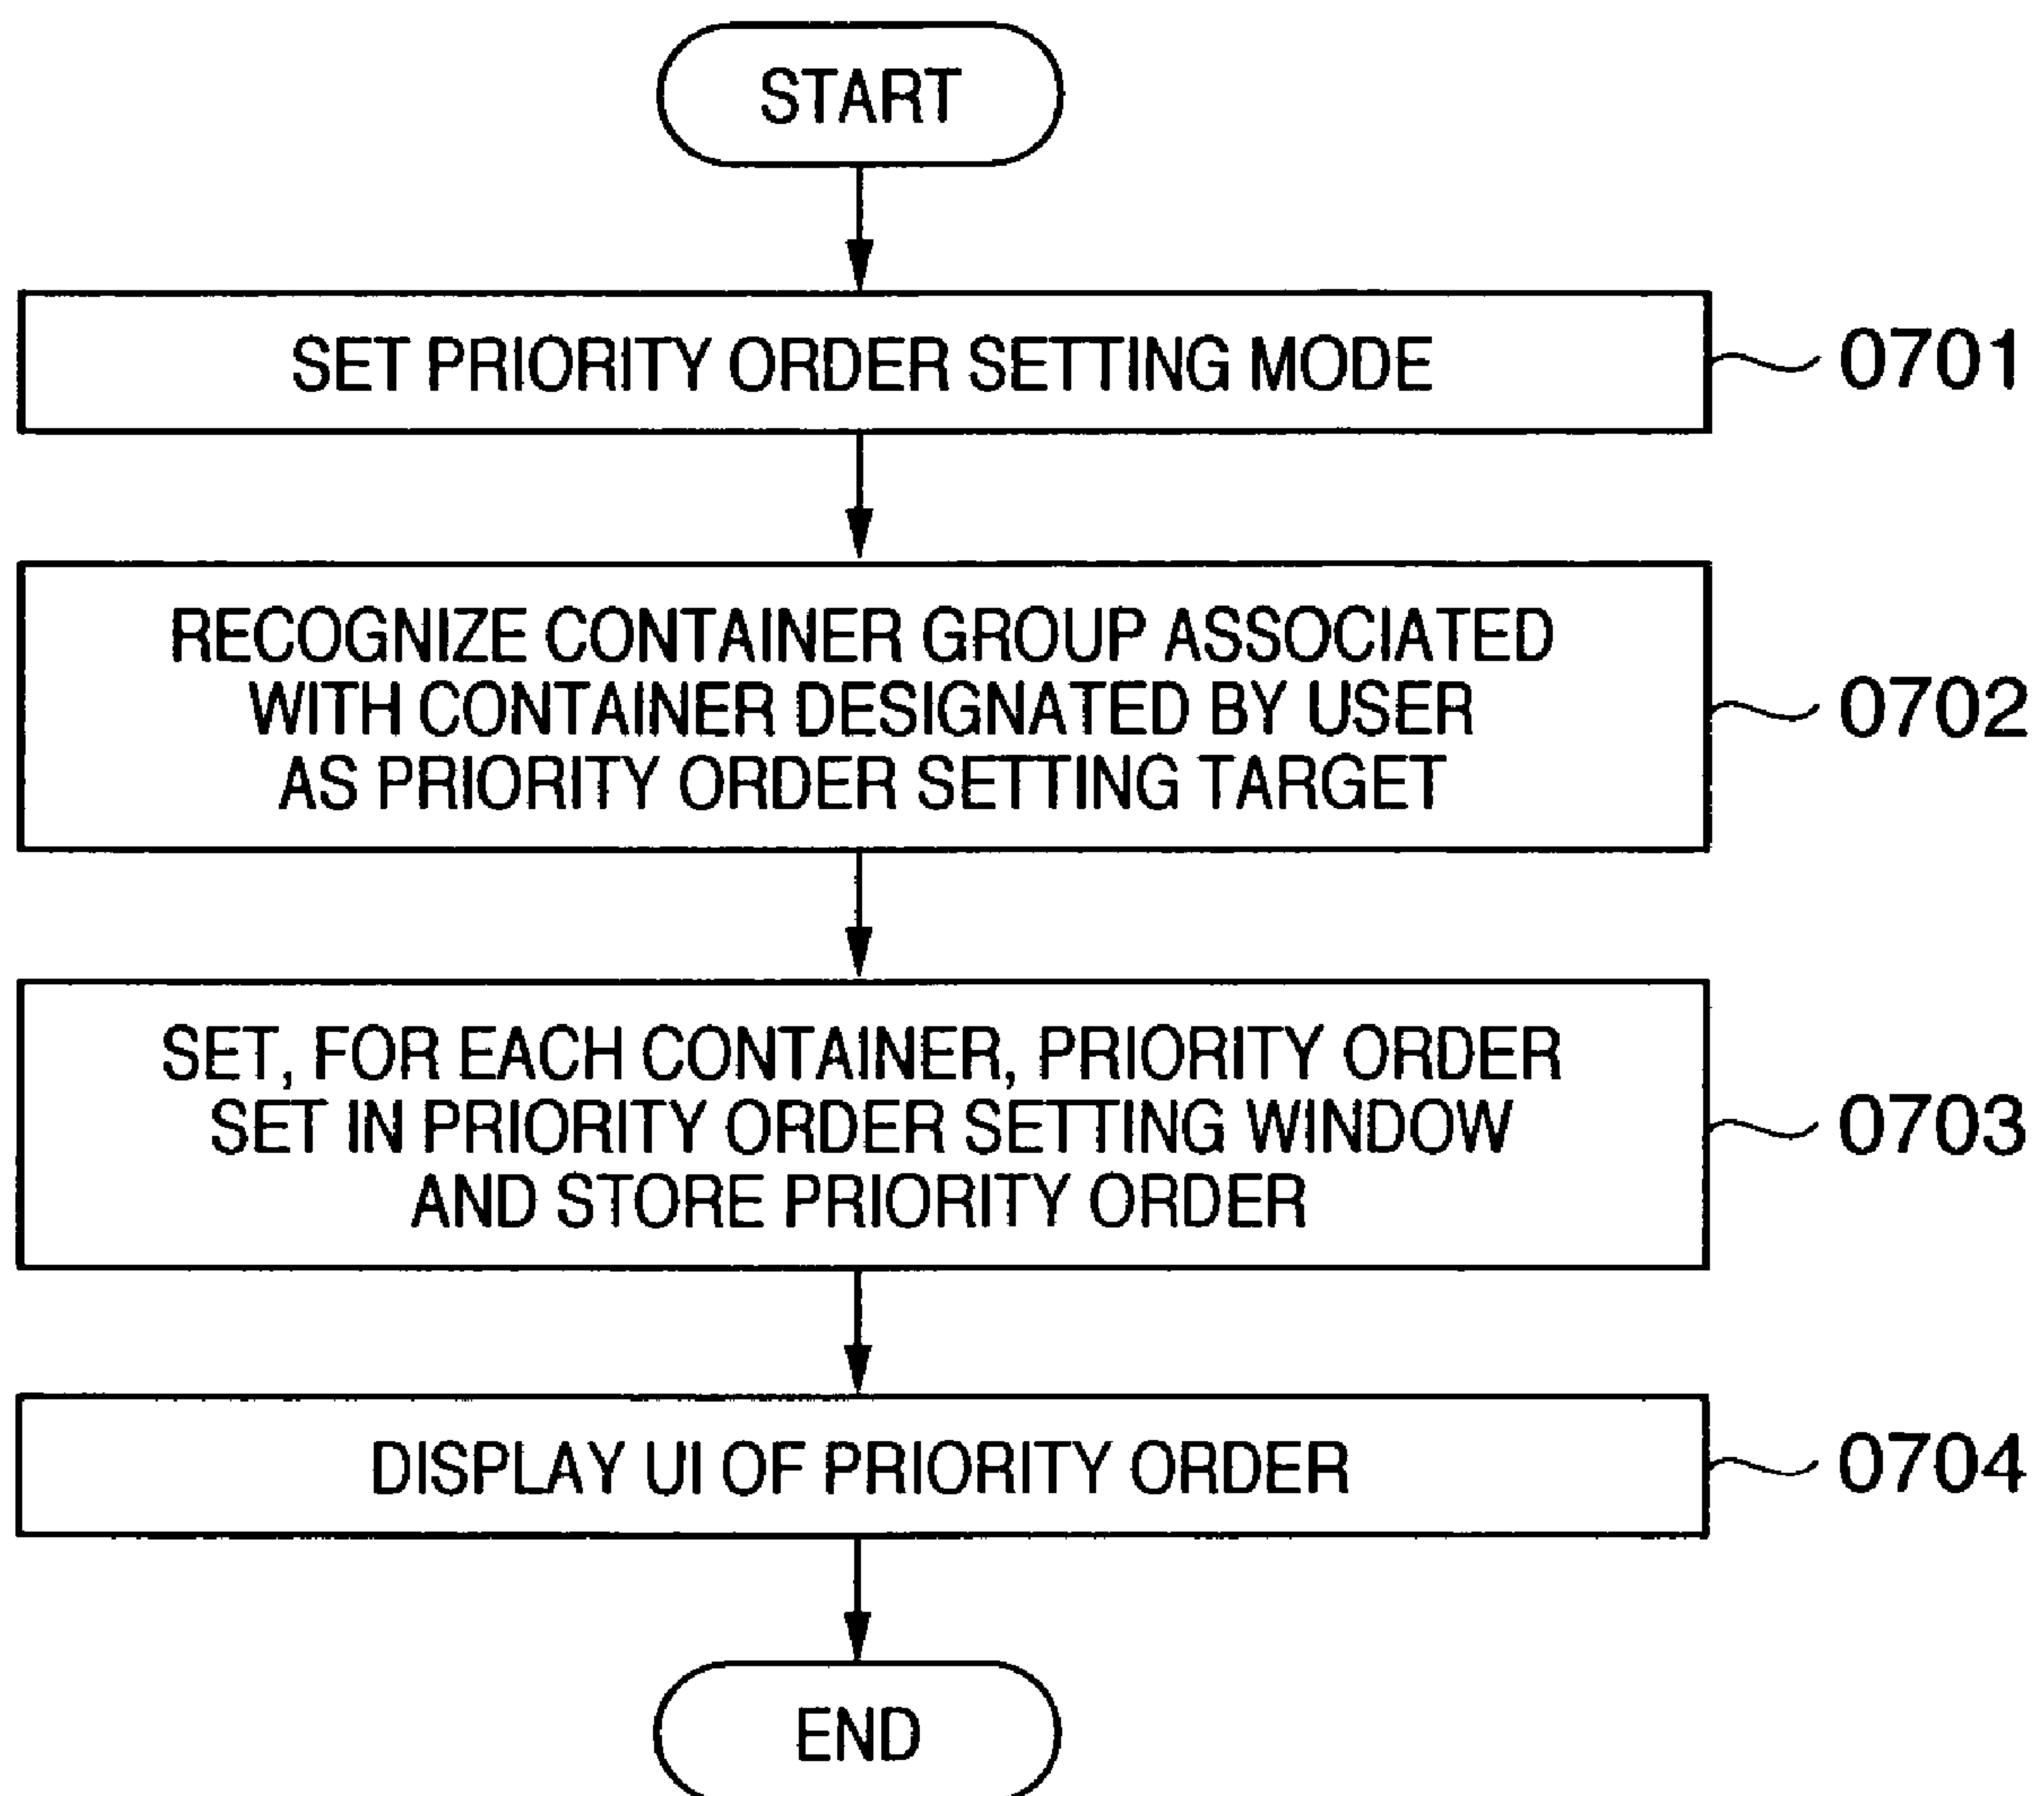 START
SET PRIORITY ORDER SETTING MODE
0701
RECOGNIZE CONTAINER GROUP ASSOCIATED
WITH CONTAINER DESIGNATED BY USER
AS PRIORITY ORDER SETTING TARGET
0702
SET, FOR EACH CONTAINER, PRIORITY ORDER
SET IN PRIORITY ORDER SETTING WINDOW
AND STORE PRIORITY ORDER
0703
DISPLAY UI OF PRIORITY ORDER
0704
END